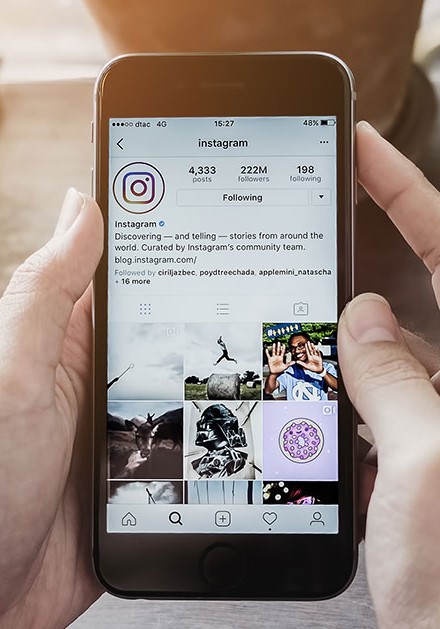 dtac 4G 15:27 48%
instagram
4,333 222M 198
posts followers following
Following
Instagram
Discovering — and telling — stories from around the
world. Curated by Instagram's community team.
blog.instagram.com/
Followed by ciriljazbec, poydtreechada, applemini_natascha
+ 16 more